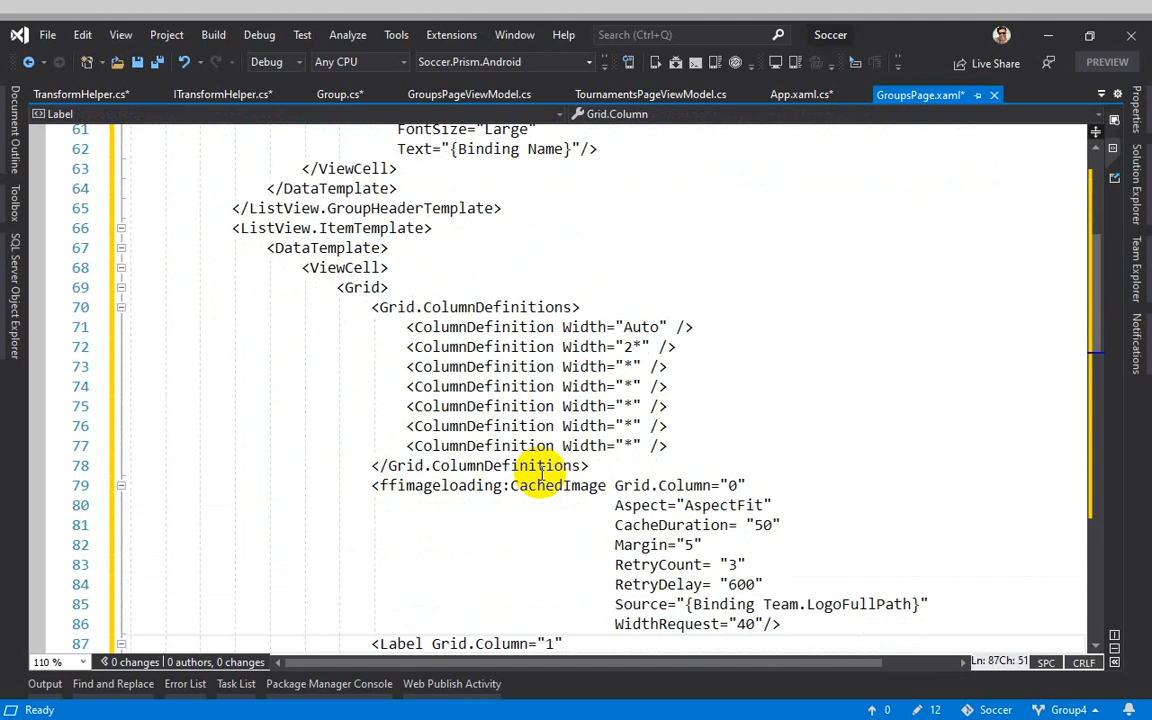 File Edit View Project Build Debug Test Analyze Tools Extensions Window Help Search (Ctrl+Q) Soccer
Debug Any CPU Soccer.Prism.Android Live Share PREVIEW
TransformHelper.cs* ITransformHelper.cs* Group.cs* GroupsPageViewModel.cs TournamentsPageViewModel.cs App.xaml.cs* GroupsPage.xaml*
Label Grid.Column
Document Outline
Toolbox
SQL Server Object Explorer
61 FontSize="Large"
62 Text="{Binding Name}"/>
63 </ViewCell>
64 </DataTemplate>
65 </ListView.GroupHeaderTemplate>
66 <ListView.ItemTemplate>
67 <DataTemplate>
68 <ViewCell>
69 <Grid>
70 <Grid.ColumnDefinitions>
71 <ColumnDefinition Width="Auto" />
72 <ColumnDefinition Width="2*" />
73 <ColumnDefinition Width="*" />
74 <ColumnDefinition Width="*" />
75 <ColumnDefinition Width="*" />
76 <ColumnDefinition Width="*" />
77 <ColumnDefinition Width="*" />
78 </Grid.ColumnDefinitions>
79 <ffimageloading:CachedImage Grid.Column="0"
80 Aspect="AspectFit"
81 CacheDuration= "50"
82 Margin="5"
83 RetryCount= "3"
84 RetryDelay= "600"
85 Source="{Binding Team.LogoFullPath}"
86 WidthRequest="40"/>
87 <Label Grid.Column="1"
Properties
Solution Explorer
Team Explorer
Notifications
110 % 0 changes | 0 authors, 0 changes Ln: 87 Ch: 51 SPC CRLF
Output Find and Replace Error List Task List Package Manager Console Web Publish Activity
Ready 0 12 Soccer Group4